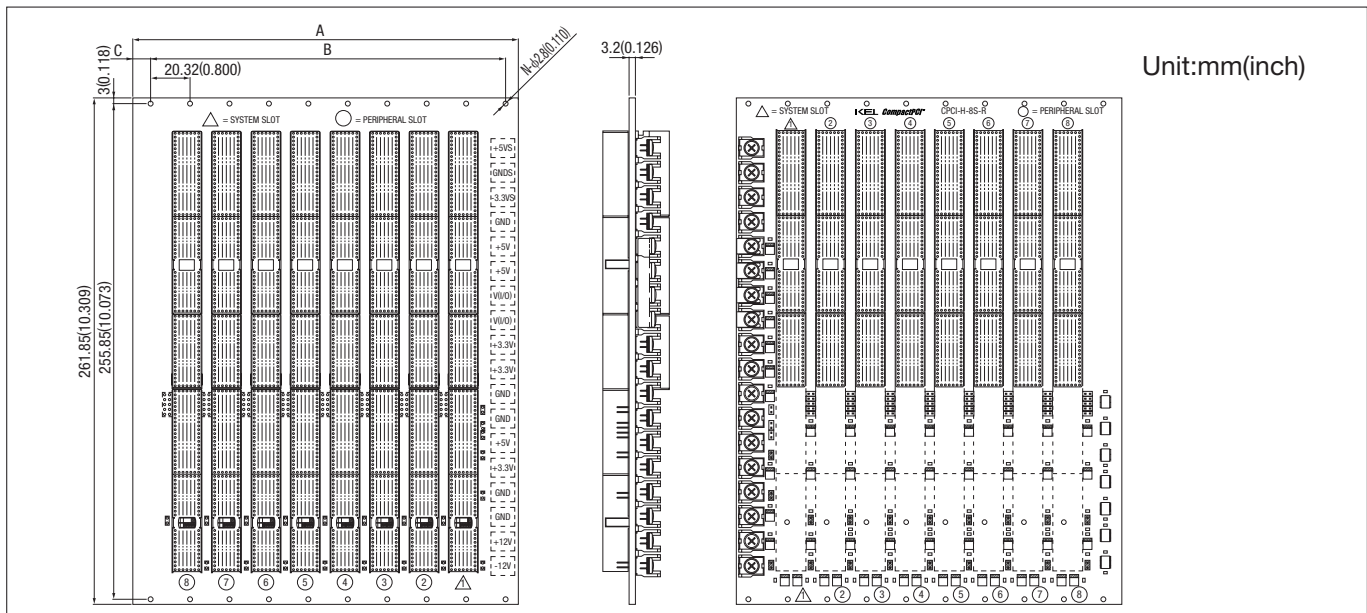 A
C
B
20.32(0.800)
3(0.118)
N-φ2.8(0.110)
261.85(10.309)
255.85(10.073)
△ = SYSTEM SLOT
○ = PERIPHERAL SLOT
+5VS
GNDS
-3.3VS
GND
+5V
+5V
V(I/O)
V(I/O)
+3.3V
+3.3V
GND
GND
+5V
+3.3V
GND
GND
+12V
-12V
8 7 6 5 4 3 2 1
3.2(0.126)
Unit:mm(inch)
△ = SYSTEM SLOT
KEL CompactPCI CPCI-H-8S-R
○ = PERIPHERAL SLOT
1 2 3 4 5 6 7 8
1 2 3 4 5 6 7 8